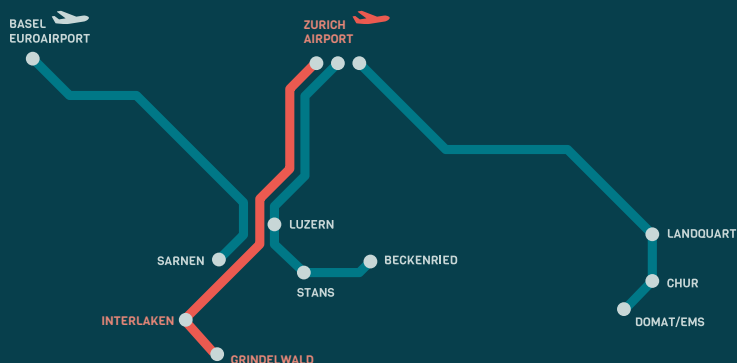 BASEL
EUROAIRPORT
ZURICH
AIRPORT
LUZERN
LANDQUART
SARNEN
BECKENRIED
CHUR
STANS
INTERLAKEN
DOMAT/EMS
GRINDELWALD